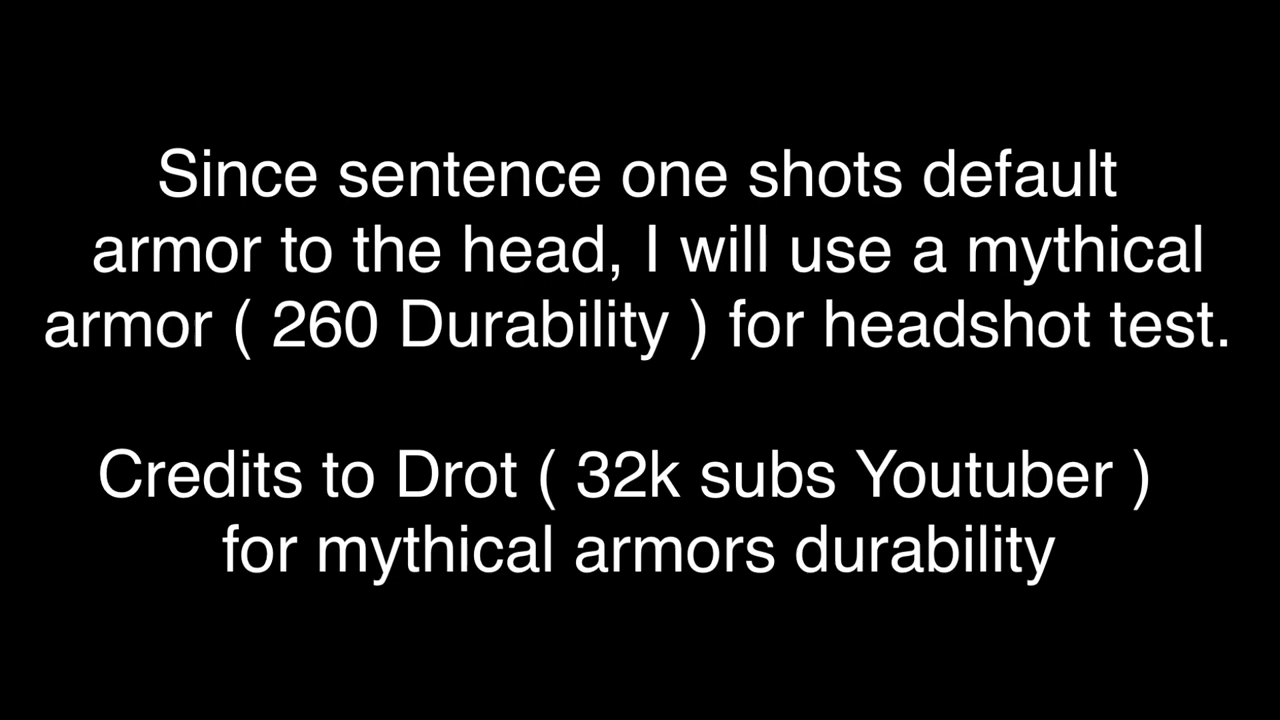 Since sentence one shots default
armor to the head, I will use a mythical
armor ( 260 Durability ) for headshot test.
Credits to Drot ( 32k subs Youtuber )
for mythical armors durability